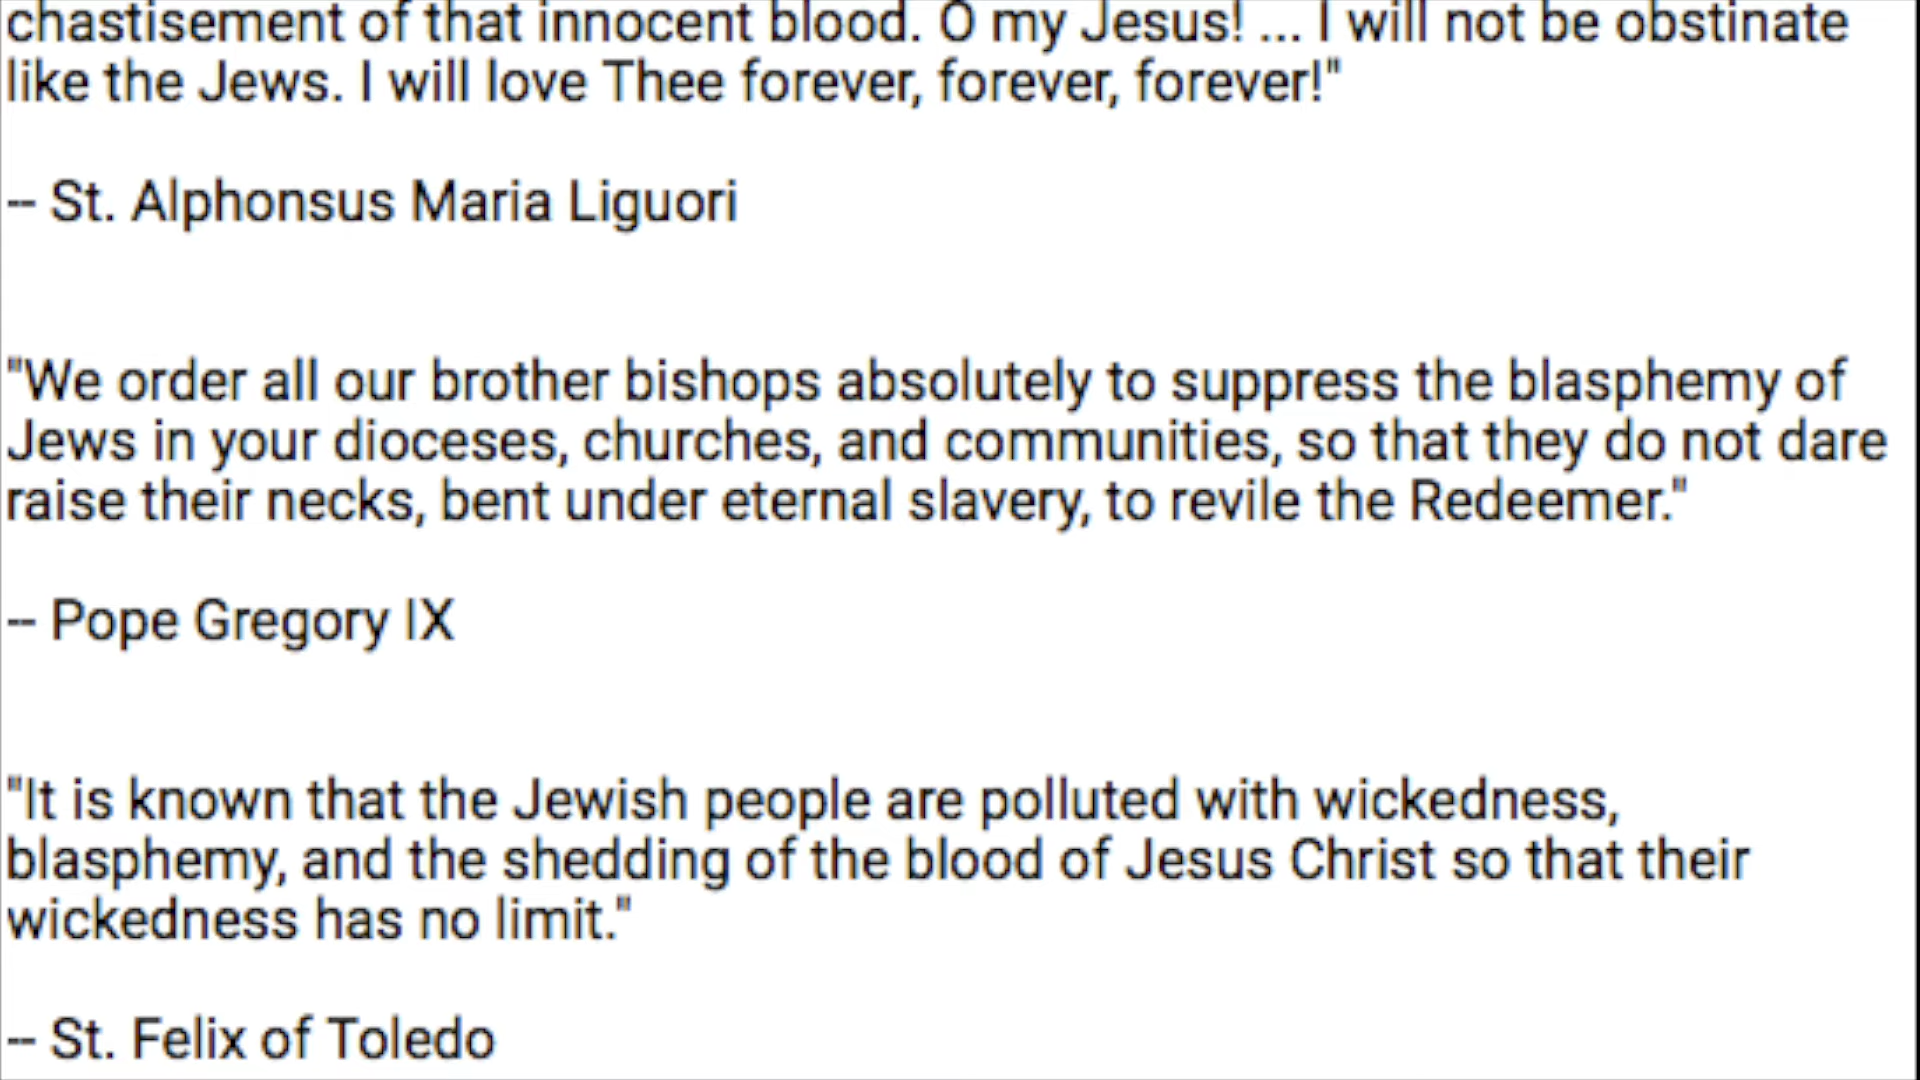 chastisement of that innocent blood. O my Jesus! ... I will not be obstinate
like the Jews. I will love Thee forever, forever, forever!"
-- St. Alphonsus Maria Liguori
"We order all our brother bishops absolutely to suppress the blasphemy of
Jews in your dioceses, churches, and communities, so that they do not dare
raise their necks, bent under eternal slavery, to revile the Redeemer."
-- Pope Gregory IX
"It is known that the Jewish people are polluted with wickedness,
blasphemy, and the shedding of the blood of Jesus Christ so that their
wickedness has no limit."
-- St. Felix of Toledo